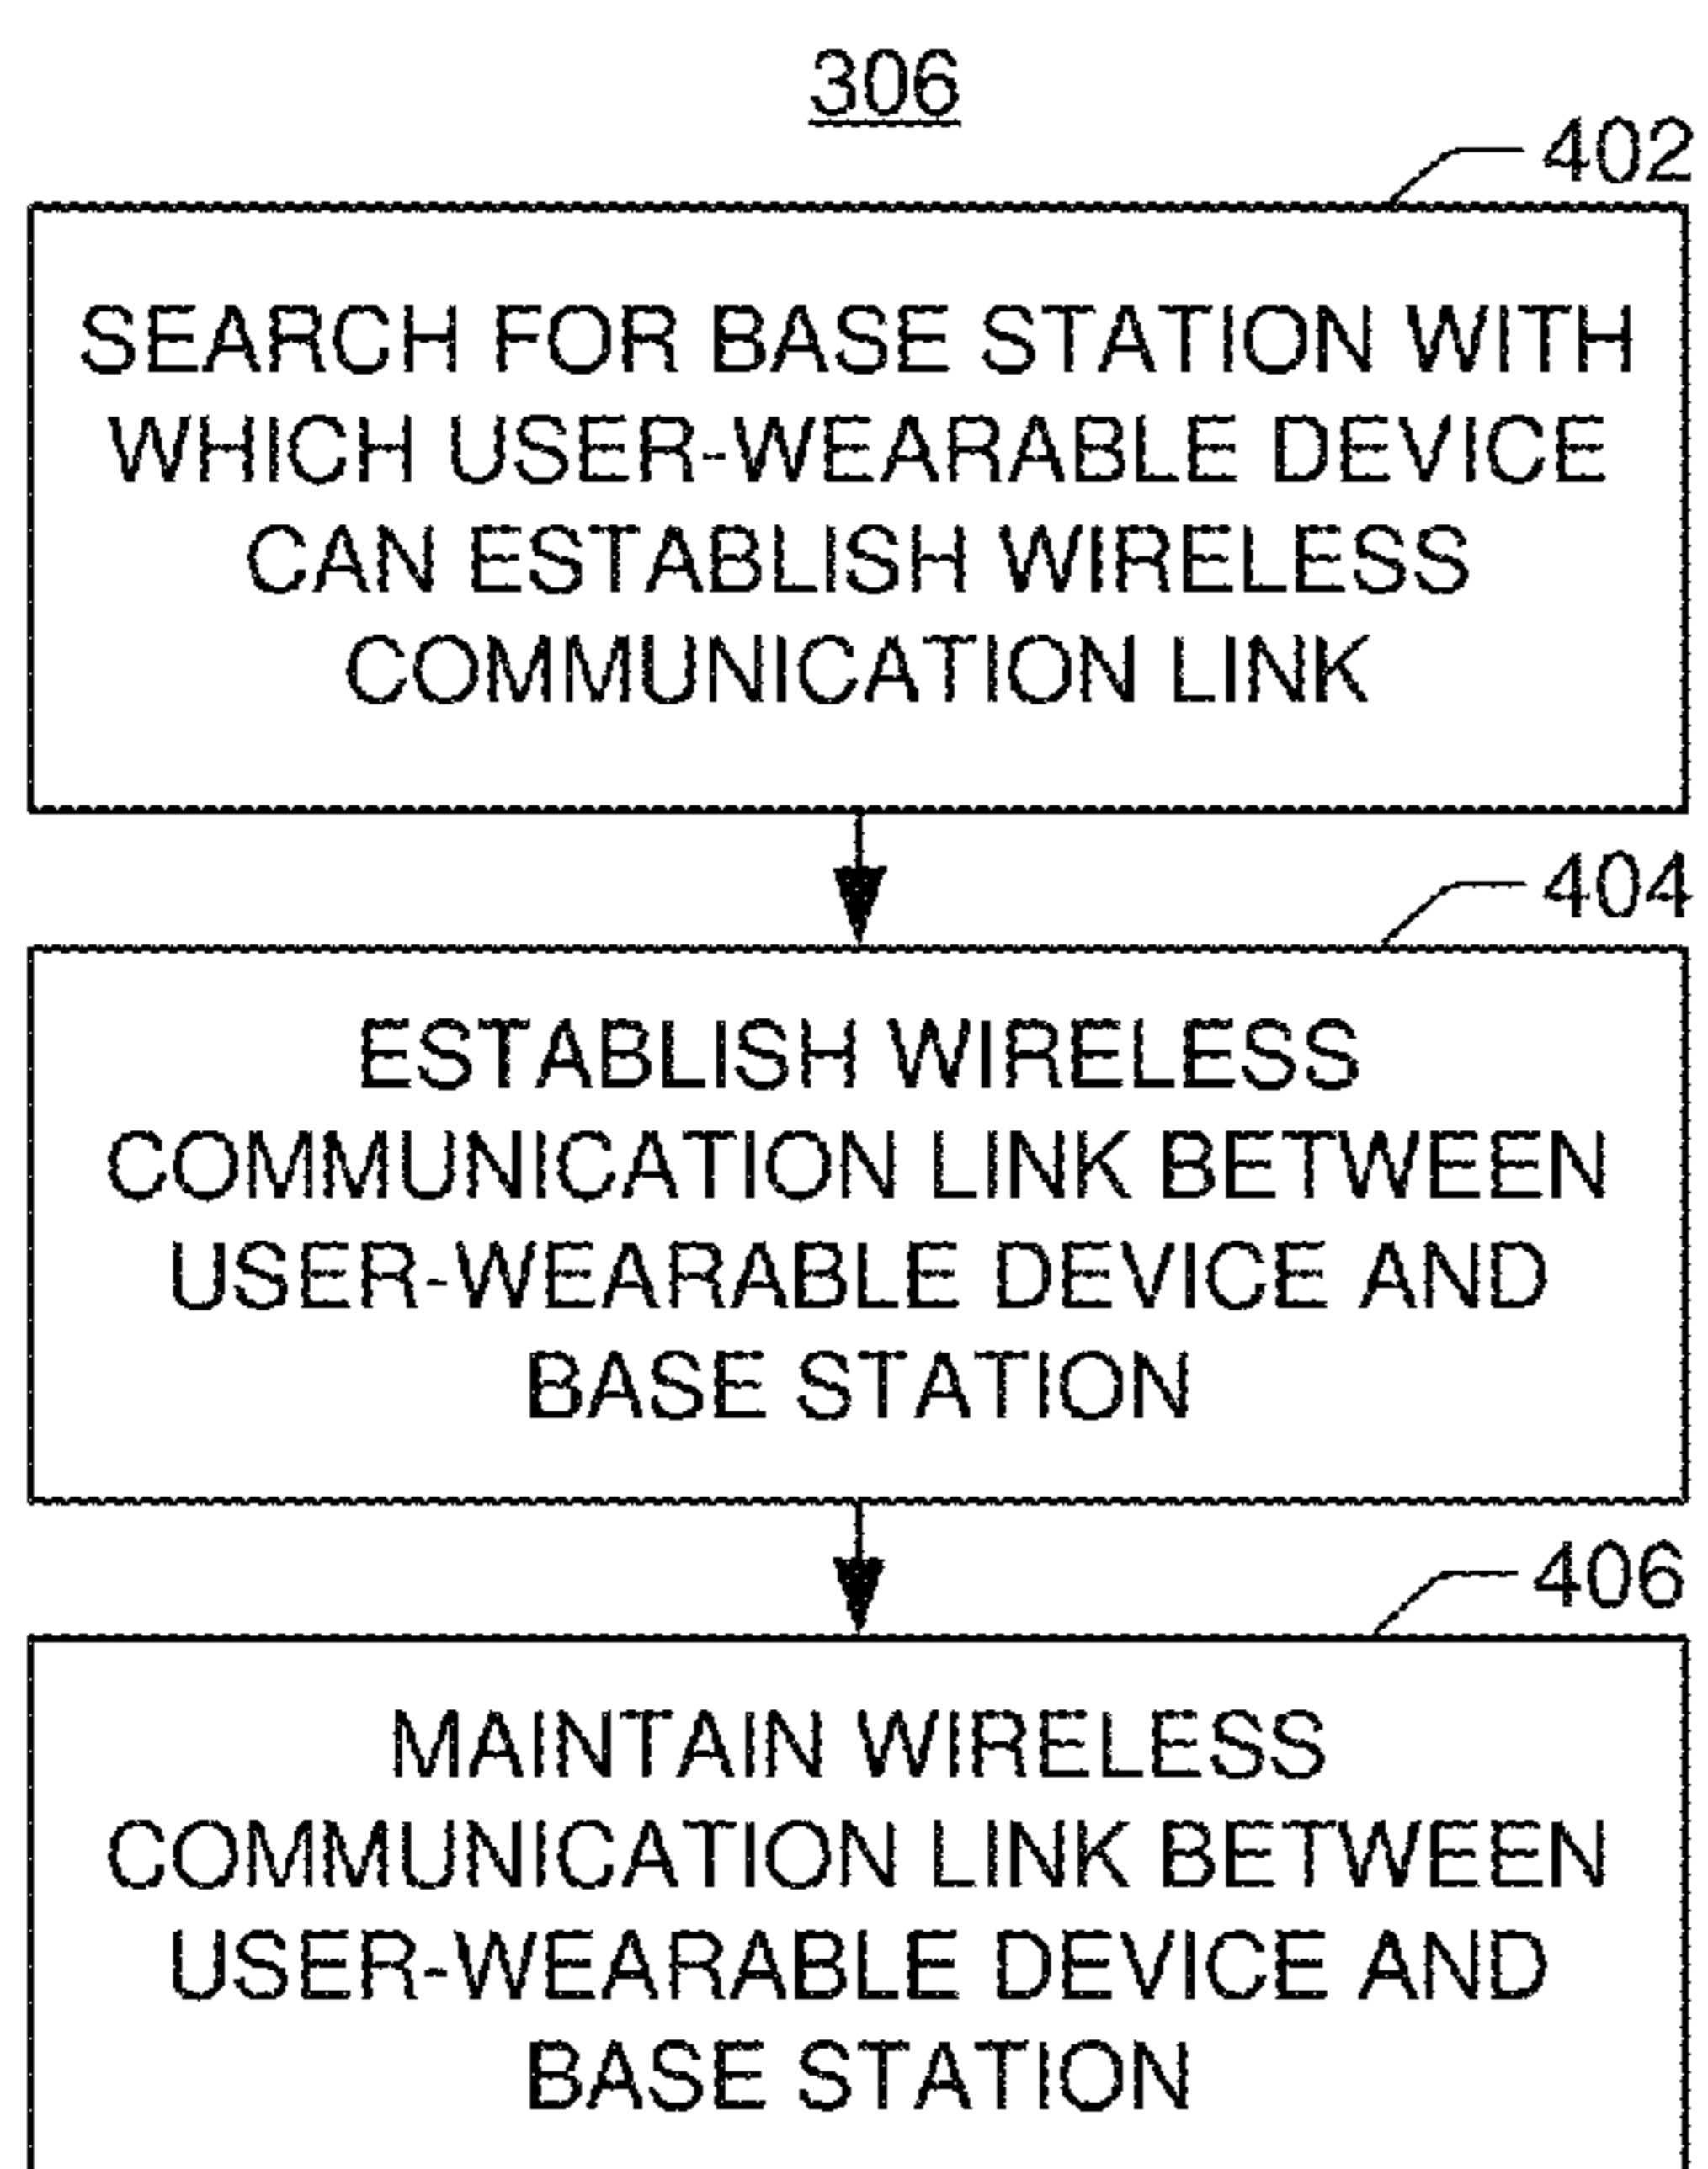 306
402
SEARCH FOR BASE STATION WITH
WHICH USER-WEARABLE DEVICE
CAN ESTABLISH WIRELESS
COMMUNICATION LINK
404
ESTABLISH WIRELESS
COMMUNICATION LINK BETWEEN
USER-WEARABLE DEVICE AND
BASE STATION
406
MAINTAIN WIRELESS
COMMUNICATION LINK BETWEEN
USER-WEARABLE DEVICE AND
BASE STATION